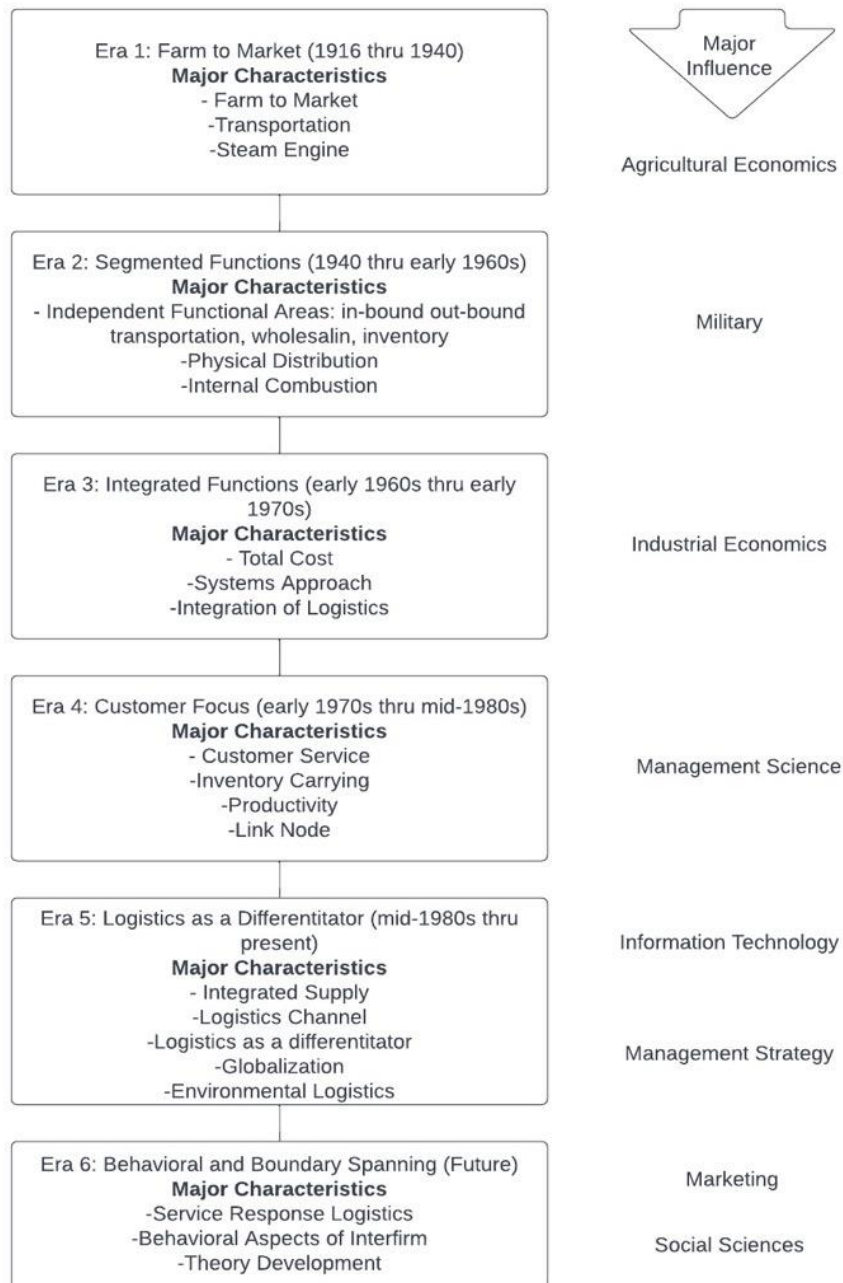 Era 1: Farm to Market (1916 thru 1940)
Major Characteristics
- Farm to Market
-Transportation
-Steam Engine
Major
Influence
Agricultural Economics
Era 2: Segmented Functions (1940 thru early 1960s)
Major Characteristics
- Independent Functional Areas: in-bound out-bound
transportation, wholesalin, inventory
-Physical Distribution
-Internal Combustion
Military
Era 3: Integrated Functions (early 1960s thru early
1970s)
Major Characteristics
- Total Cost
-Systems Approach
-Integration of Logistics
Industrial Economics
Era 4: Customer Focus (early 1970s thru mid-1980s)
Major Characteristics
- Customer Service
-Inventory Carrying
-Productivity
-Link Node
Management Science
Era 5: Logistics as a Differentitator (mid-1980s thru
present)
Major Characteristics
- Integrated Supply
-Logistics Channel
-Logistics as a differentitator
-Globalization
-Environmental Logistics
Information Technology
Management Strategy
Era 6: Behavioral and Boundary Spanning (Future)
Major Characteristics
-Service Response Logistics
-Behavioral Aspects of Interfirm
-Theory Development
Marketing
Social Sciences